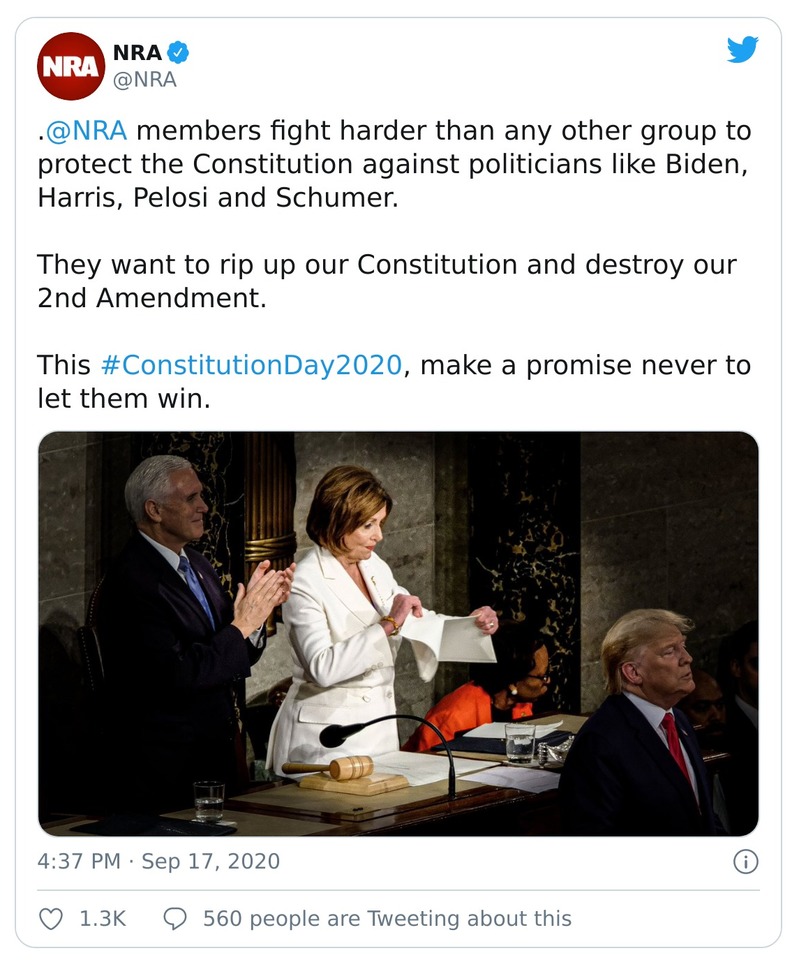 NRA
NRA
@NRA
.@NRA members fight harder than any other group to
protect the Constitution against politicians like Biden,
Harris, Pelosi and Schumer.
They want to rip up our Constitution and destroy our
2nd Amendment.
This #ConstitutionDay2020, make a promise never to
let them win.
4:37 PM · Sep 17, 2020
1.3K 560 people are Tweeting about this